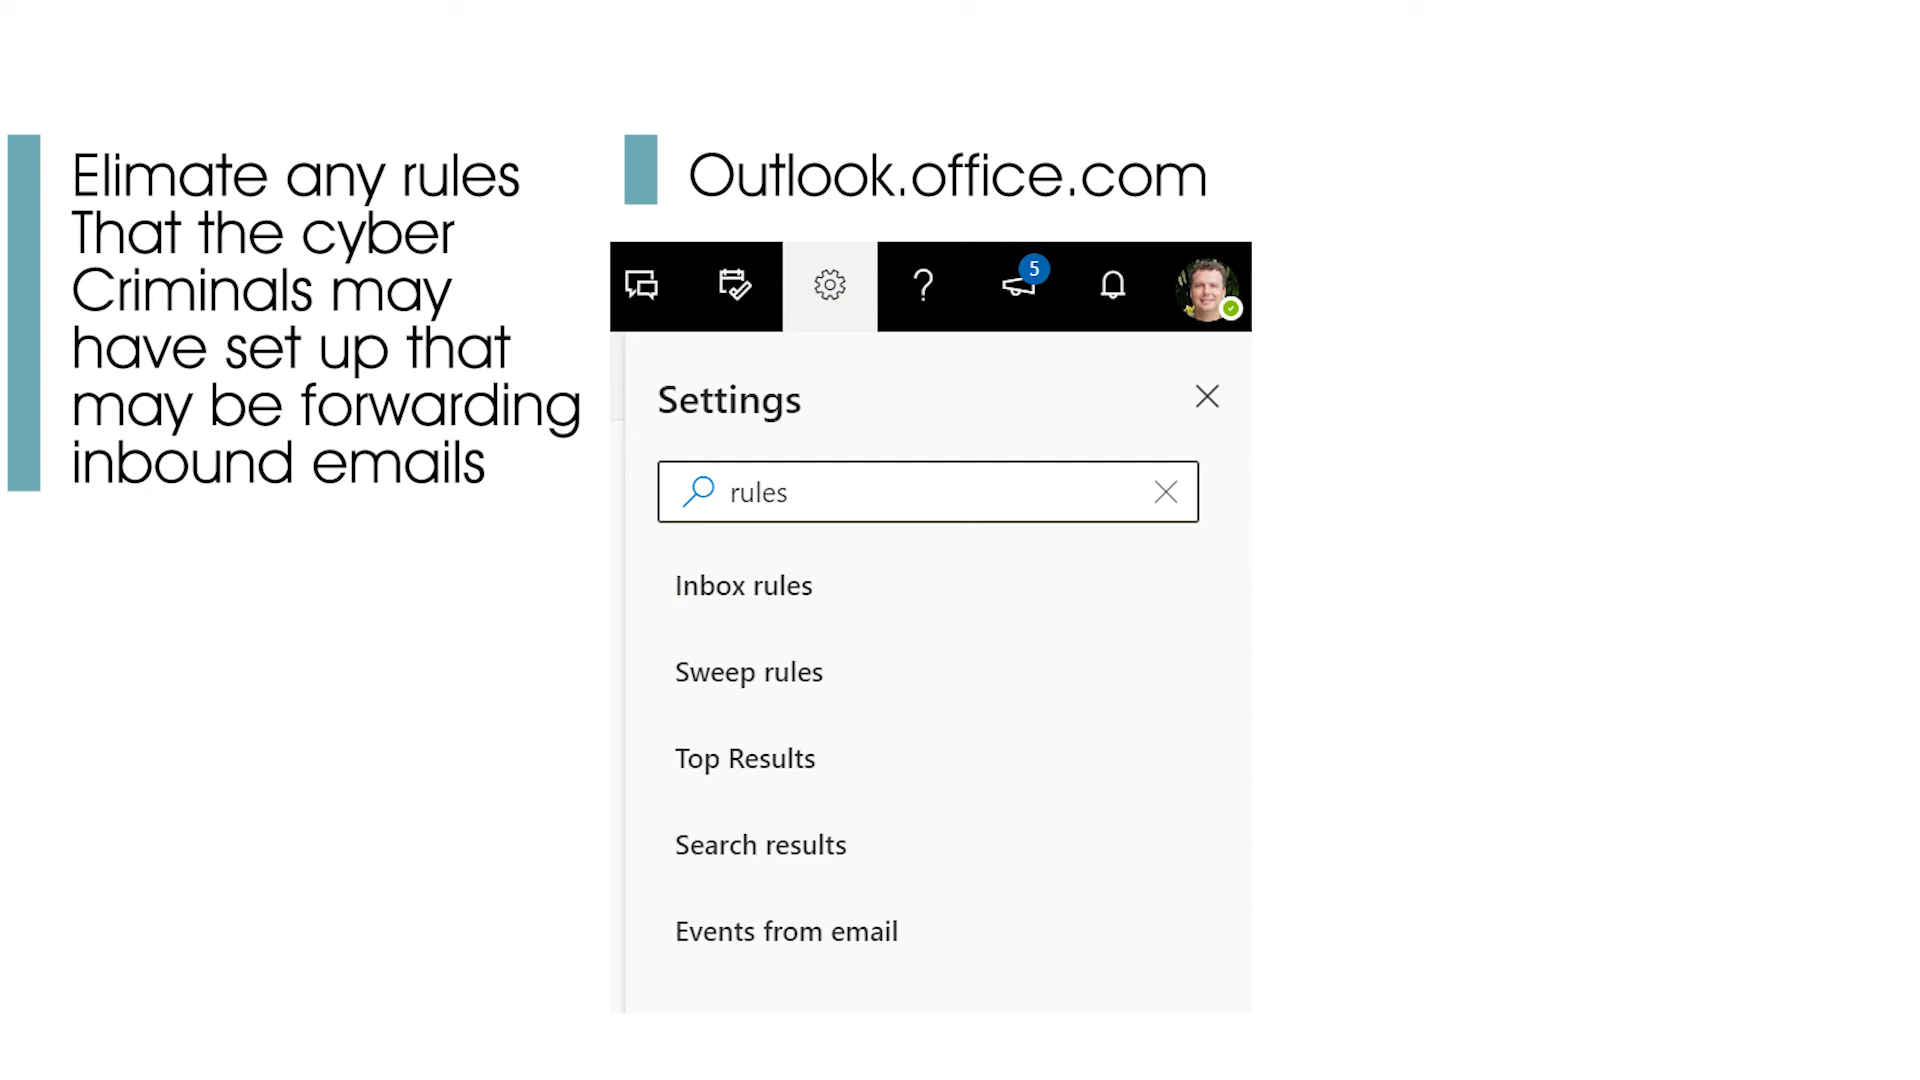 Elimate any rules
That the cyber
Criminals may
have set up that
may be forwarding
inbound emails
Outlook.office.com
5
Settings
rules
Inbox rules
Sweep rules
Top Results
Search results
Events from email